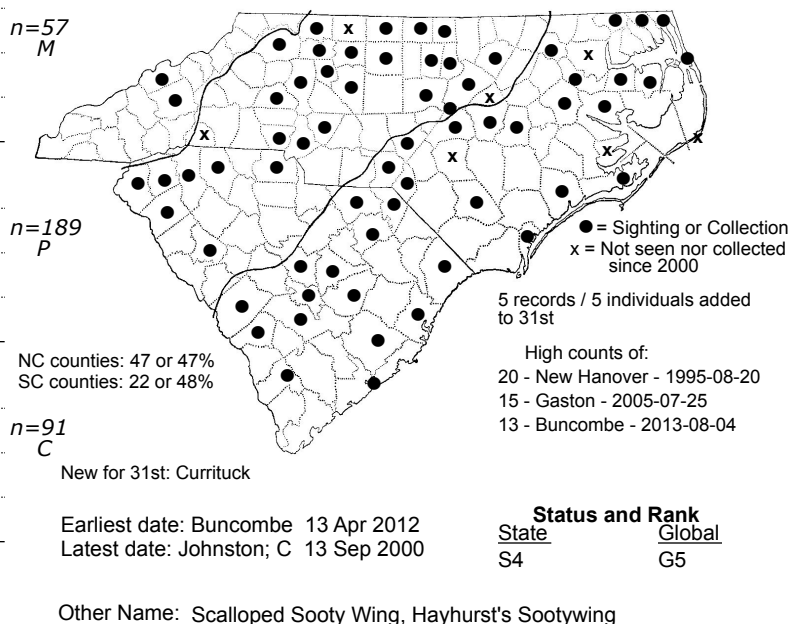 n=57
M
n=189
P
n=91
C
● = Sighting or Collection
x = Not seen nor collected
since 2000
5 records / 5 individuals added
to 31st
High counts of:
20 - New Hanover - 1995-08-20
15 - Gaston - 2005-07-25
13 - Buncombe - 2013-08-04
NC counties: 47 or 47%
SC counties: 22 or 48%
New for 31st: Currituck
Earliest date: Buncombe 13 Apr 2012
Latest date: Johnston; C 13 Sep 2000
Status and Rank
State Global
S4 G5
Other Name: Scalloped Sooty Wing, Hayhurst's Sootywing